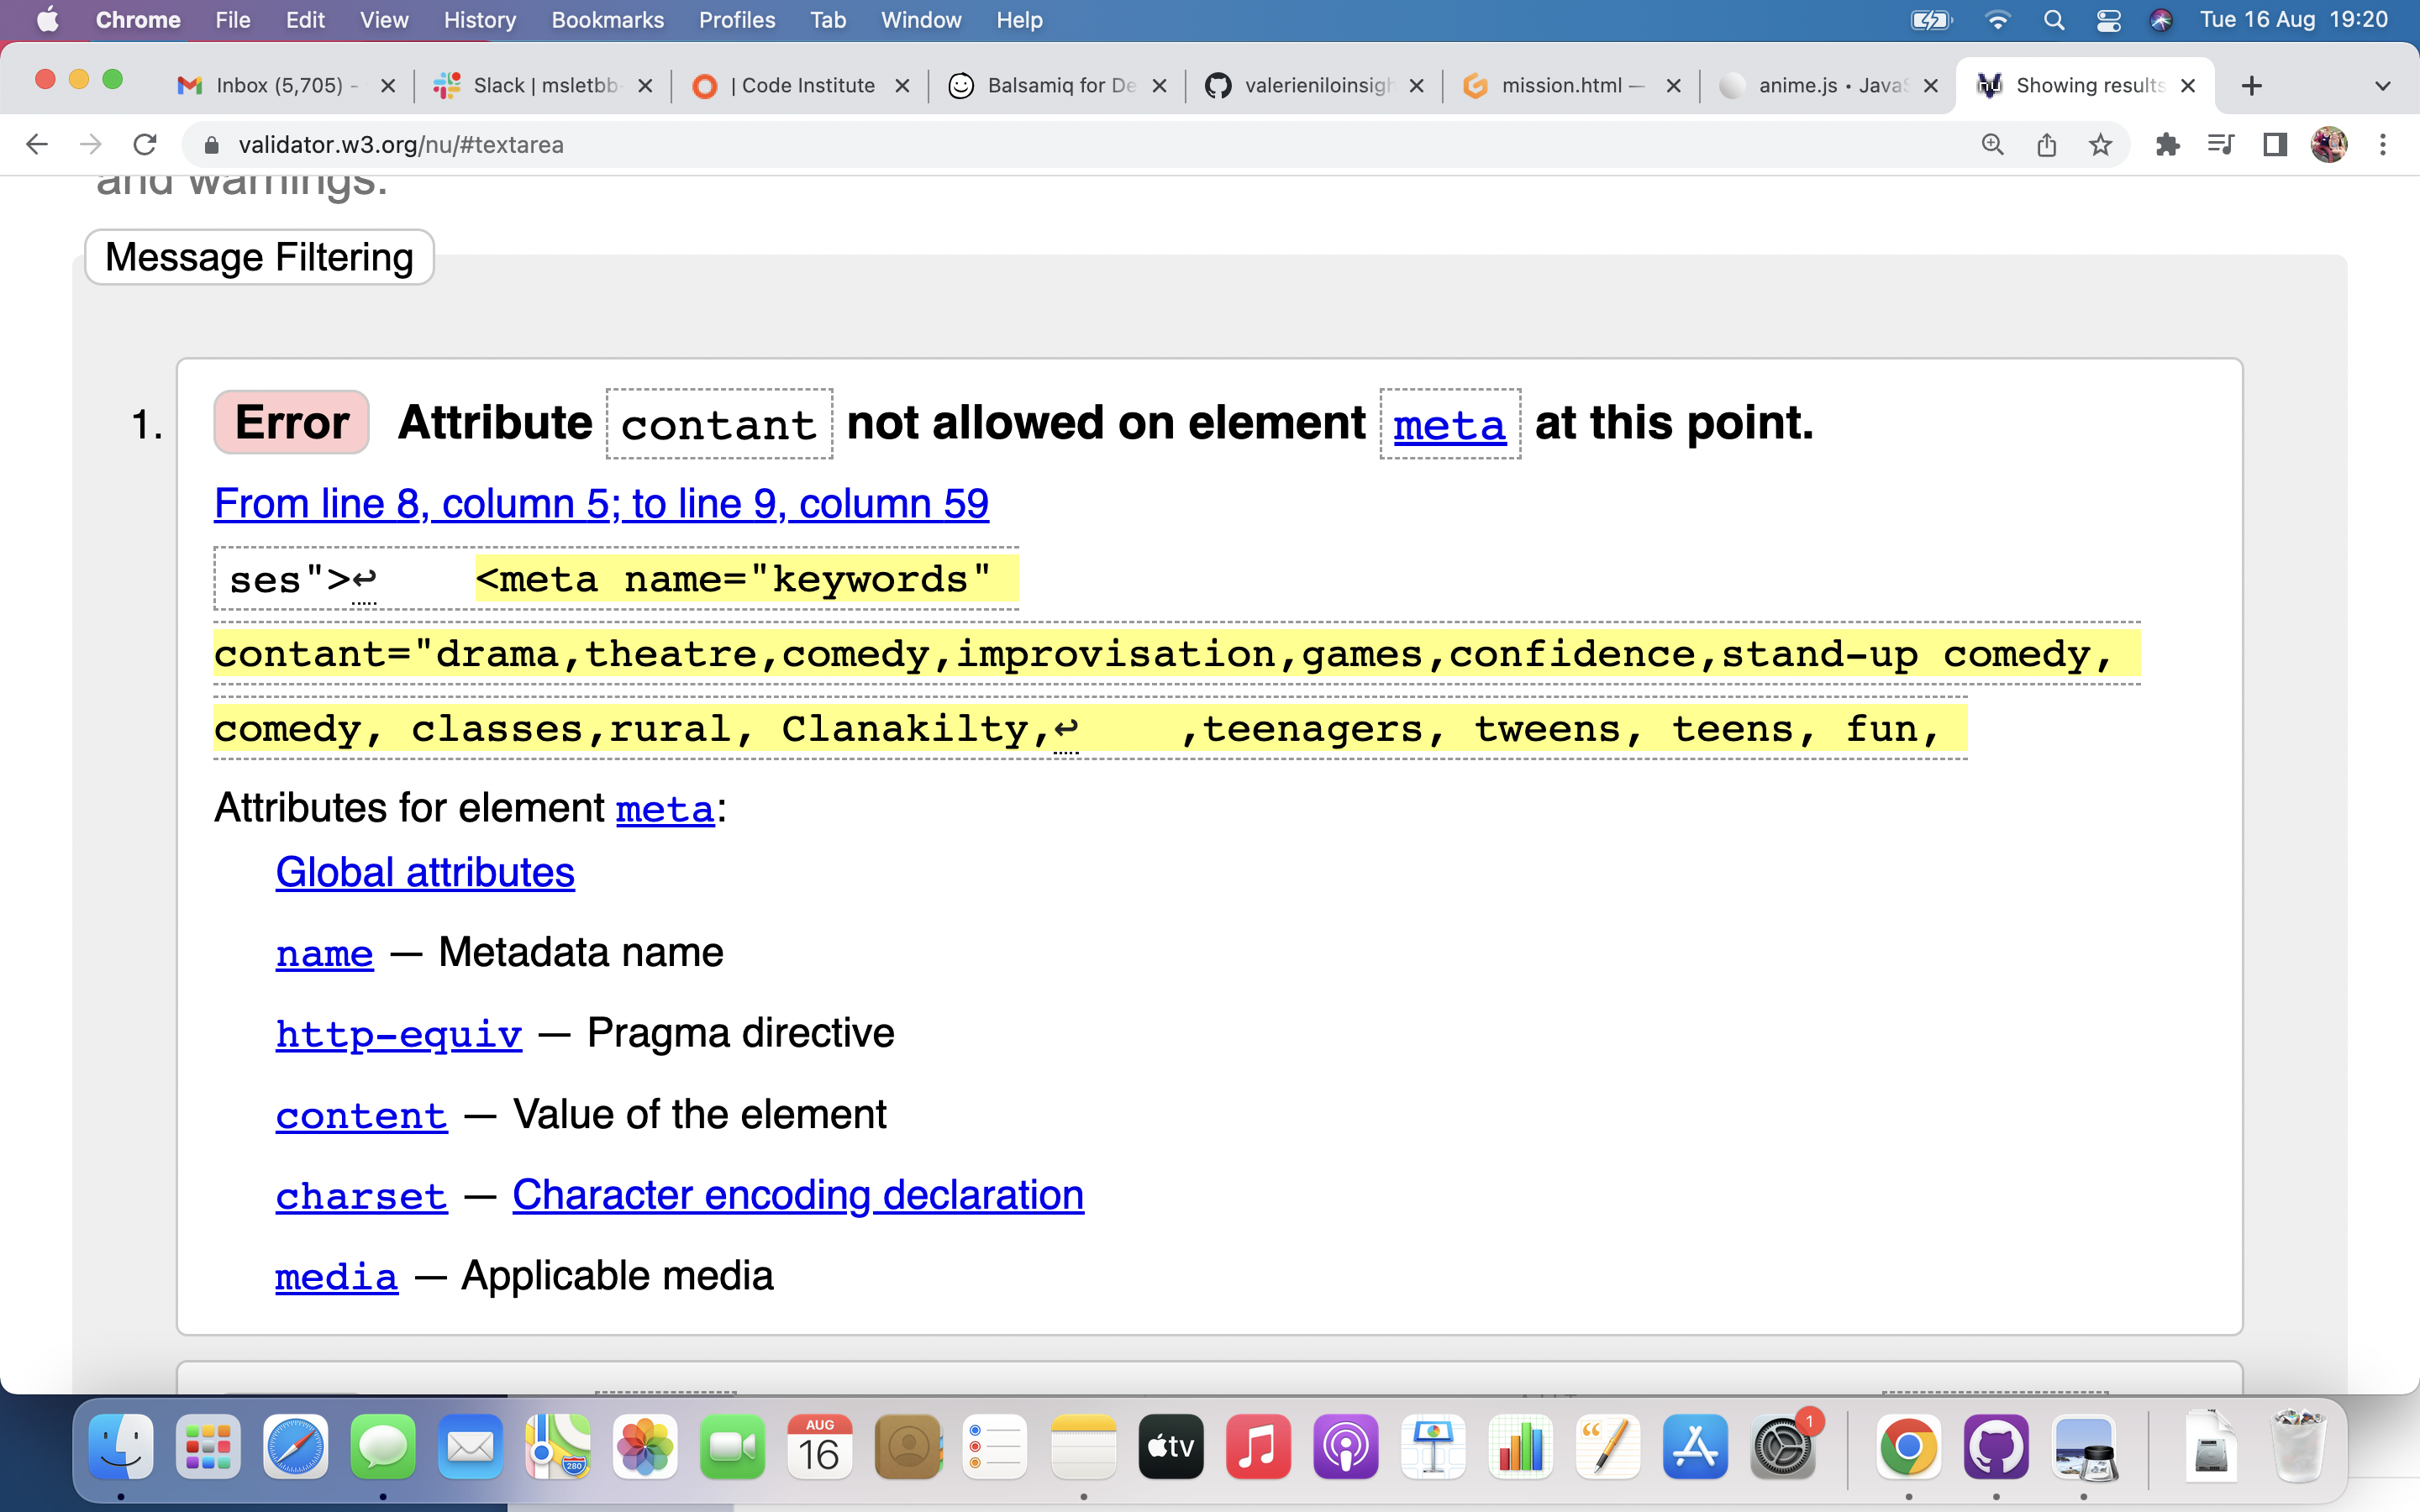 Chrome File Edit View History Bookmarks Profiles Tab Window Help Tue 16 Aug 19:20
Inbox (5,705) - Slack | msletbb | Code Institute Balsamiq for De valerieniloinsigh mission.html — anime.js • Javas Showing results
validator.w3.org/nu/#textarea
and warnings.
Message Filtering
1. Error Attribute contant not allowed on element meta at this point.
From line 8, column 5; to line 9, column 59
ses">↩ <meta name="keywords"
contant="drama,theatre,comedy,improvisation,games,confidence,stand-up comedy,
comedy, classes,rural, Clanakilty,↩ ,teenagers, tweens, teens, fun,
Attributes for element meta:
Global attributes
name — Metadata name
http-equiv — Pragma directive
content — Value of the element
charset — Character encoding declaration
media — Applicable media
AUG
16
280
tv
1